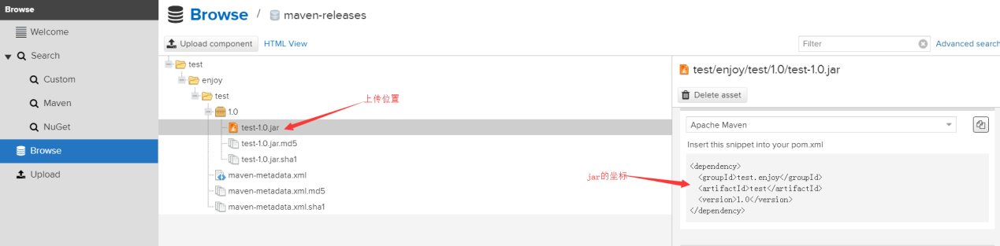 Browse
Welcome
Search
Custom
Maven
NuGet
Browse
Upload
Browse / maven-releases
Upload component HTML View
Filter Advanced search
test
enjoy
test
1.0
test-1.0.jar
test-1.0.jar.md5
test-1.0.jar.sha1
maven-metadata.xml
maven-metadata.xml.md5
maven-metadata.xml.sha1
上传位置
test/enjoy/test/1.0/test-1.0.jar
Delete asset
Apache Maven
Insert this snippet into your pom.xml
jar的坐标
<dependency>
<groupId>test.enjoy</groupId>
<artifactId>test</artifactId>
<version>1.0</version>
</dependency>